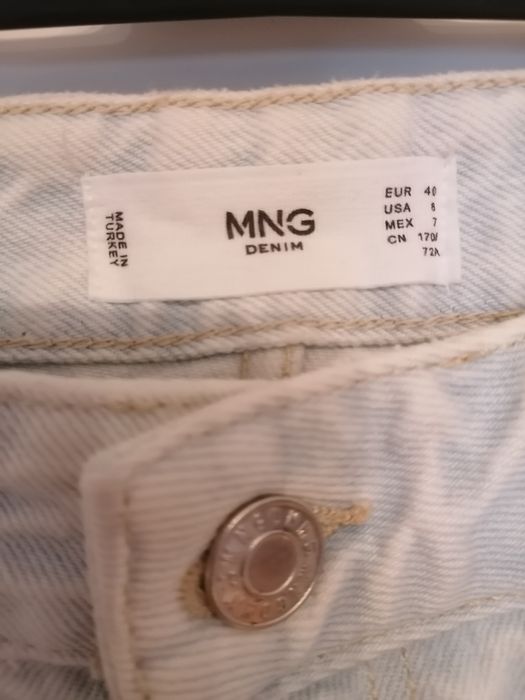 MADE IN
TURKEY
MNG
DENIM
EUR 40
USA 8
MEX 7
CN 170/
72A